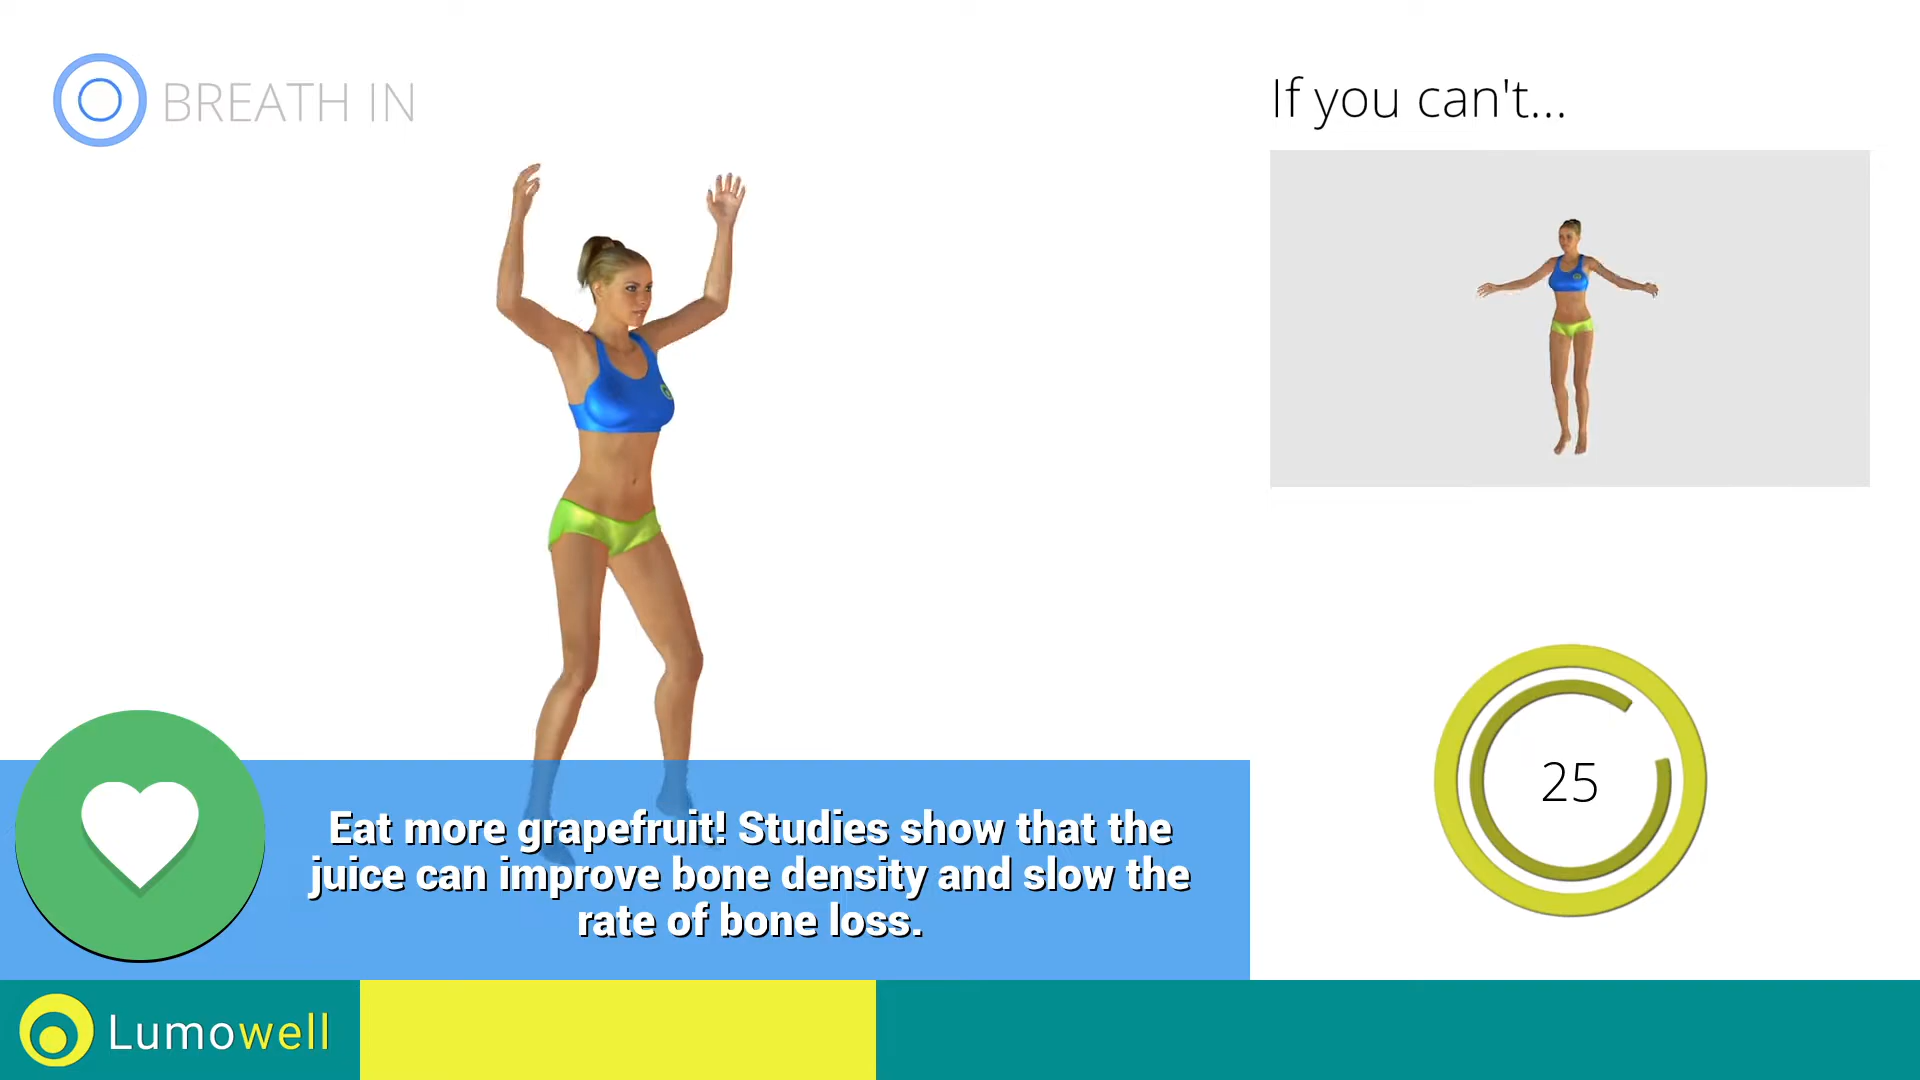 BREATH IN
If you can't...
25
Eat more grapefruit! Studies show that the
juice can improve bone density and slow the
rate of bone loss.
Lumowell